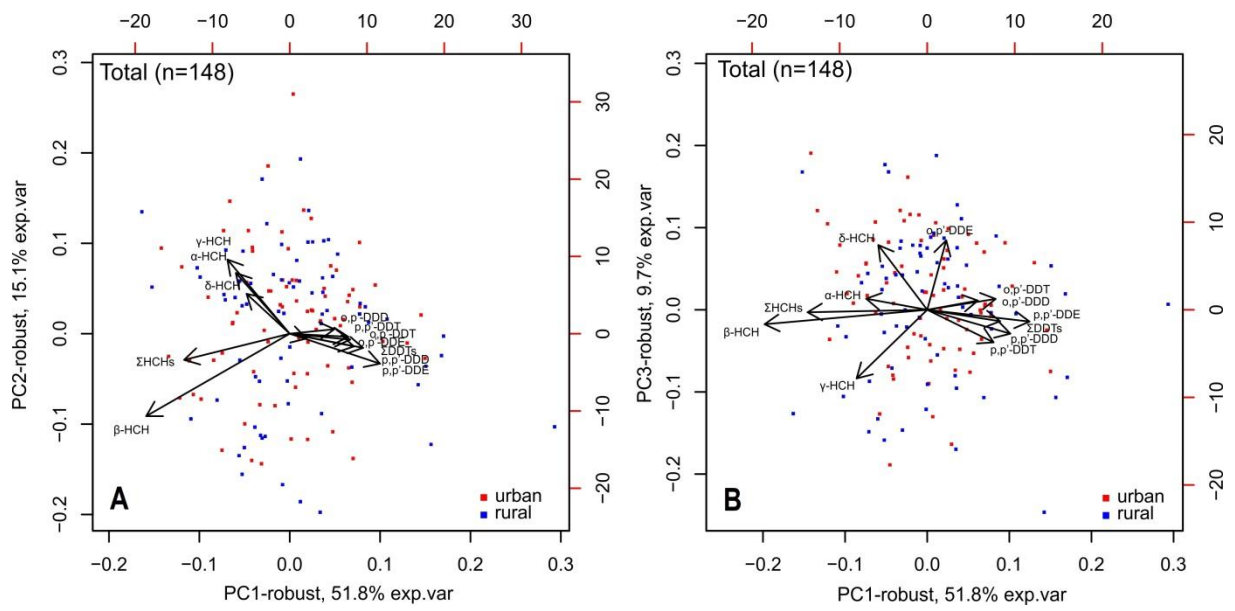 −20 −10 0 10 20 30
Total (n=148)
0.3
0.2
0.1
0.0
−0.1
−0.2
PC2-robust, 15.1% exp.var
30
20
10
0
−10
−20
γ-HCH
α-HCH
δ-HCH
ΣHCHs
β-HCH
o,p'-DDD
p,p'-DDT
o,p'-DDT
o,p'-DDE
ΣDDTs
p,p'-DDD
p,p'-DDE
A
urban
rural
−0.2 −0.1 0.0 0.1 0.2 0.3
PC1-robust, 51.8% exp.var
−20 −10 0 10 20
Total (n=148)
0.3
0.2
0.1
0.0
−0.1
−0.2
PC3-robust, 9.7% exp.var
20
10
0
−10
−20
δ-HCH
o,p'-DDE
α-HCH
ΣHCHs
β-HCH
γ-HCH
o,p'-DDT
o,p'-DDD
p,p'-DDE
ΣDDTs
p,p'-DDD
p,p'-DDT
B
urban
rural
−0.2 −0.1 0.0 0.1 0.2 0.3
PC1-robust, 51.8% exp.var